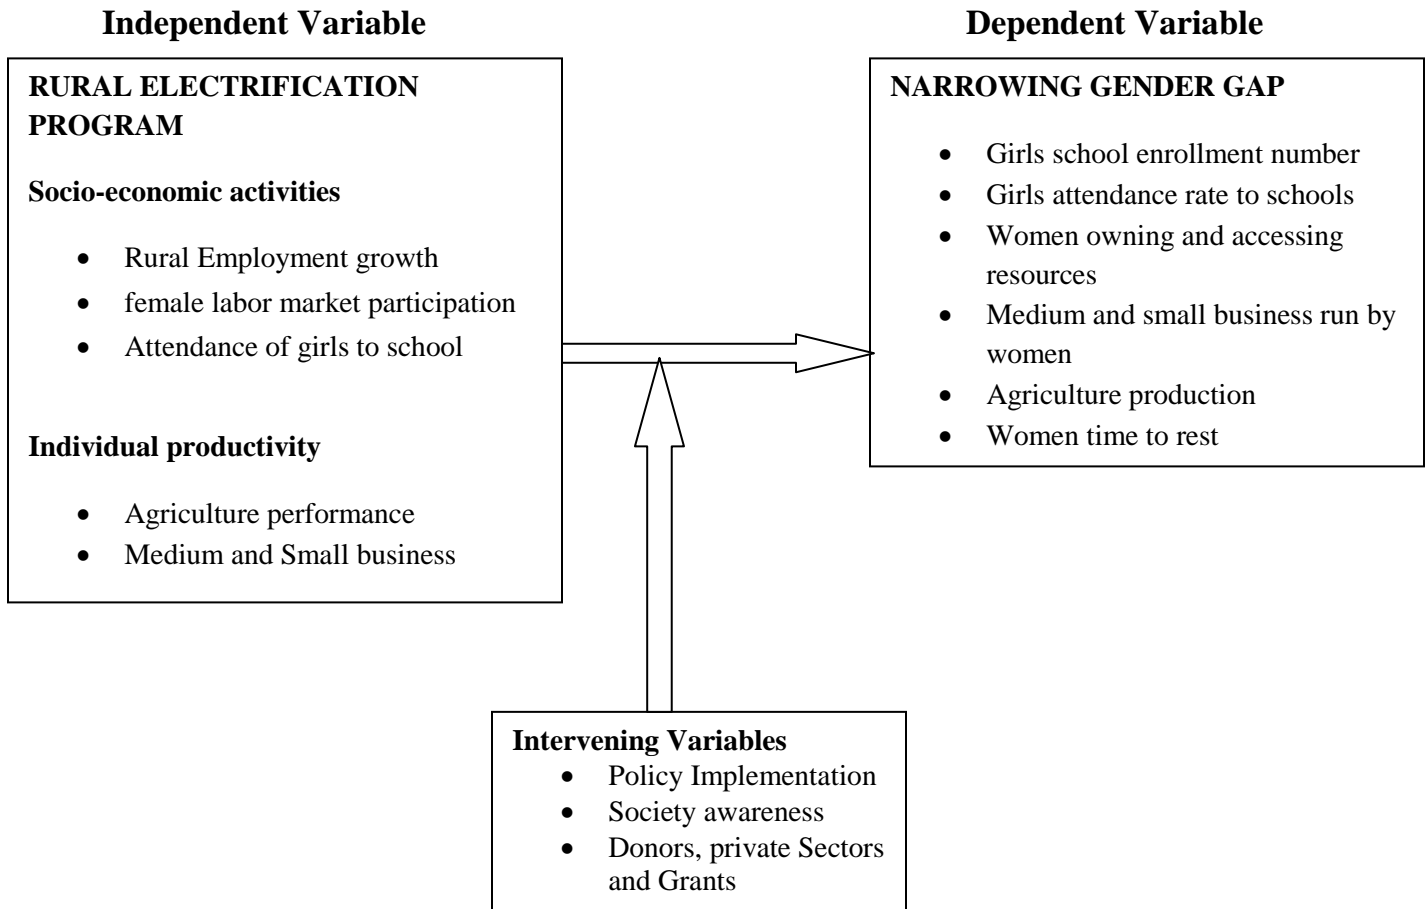 Independent Variable
RURAL ELECTRIFICATION
PROGRAM
Socio-economic activities
• Rural Employment growth
• female labor market participation
• Attendance of girls to school
Individual productivity
• Agriculture performance
• Medium and Small business
Dependent Variable
NARROWING GENDER GAP
• Girls school enrollment number
• Girls attendance rate to schools
• Women owning and accessing
resources
• Medium and small business run by
women
• Agriculture production
• Women time to rest
Intervening Variables
• Policy Implementation
• Society awareness
• Donors, private Sectors
and Grants